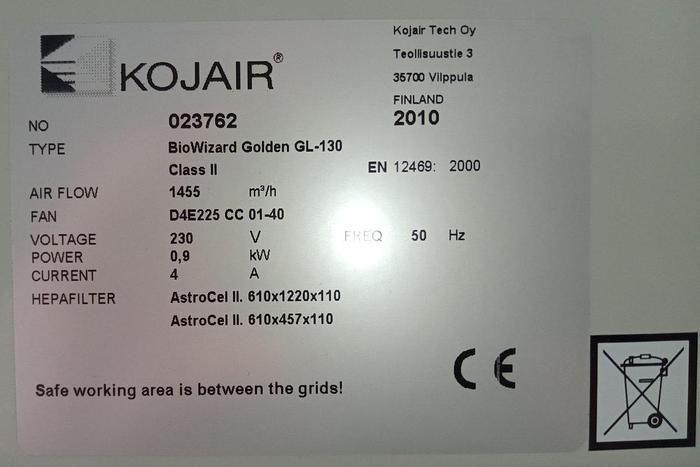 Kojair Tech Oy
Teollisuustie 3
35700 Vilppula
FINLAND
KOJAIR®
NO 023762 2010
TYPE BioWizard Golden GL-130
Class II EN 12469: 2000
AIR FLOW 1455 m³/h
FAN D4E225 CC 01-40
VOLTAGE 230 V FREQ 50 Hz
POWER 0,9 kW
CURRENT 4 A
HEPAFILTER AstroCel II. 610x1220x110
AstroCel II. 610x457x110
CE
Safe working area is between the grids!